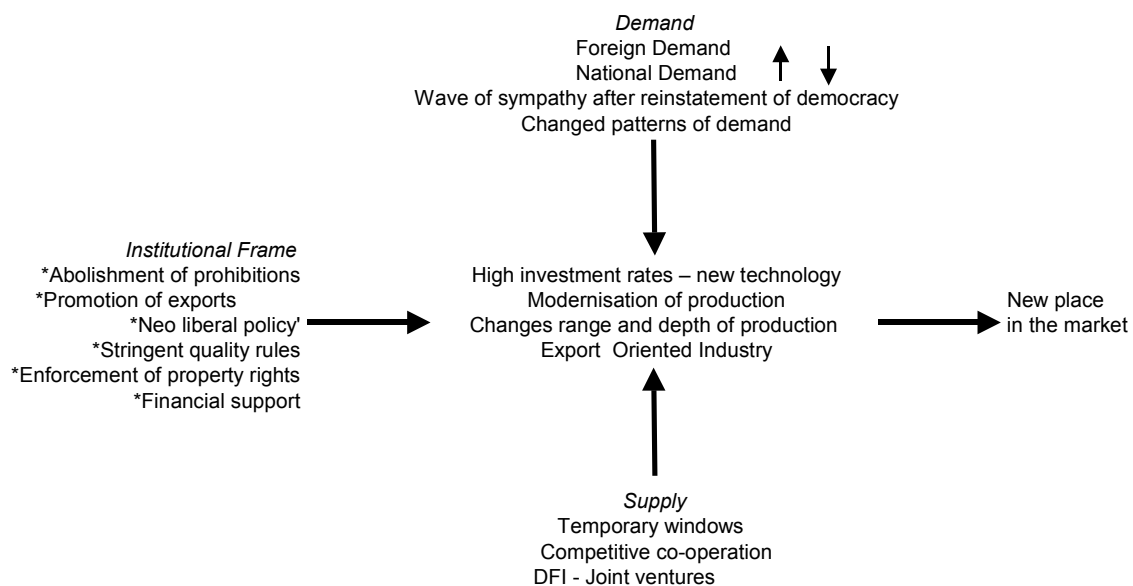 Demand
Foreign Demand
National Demand
Wave of sympathy after reinstatement of democracy
Changed patterns of demand
Institutional Frame
*Abolishment of prohibitions
*Promotion of exports
*Neo liberal policy'
*Stringent quality rules
*Enforcement of property rights
*Financial support
High investment rates – new technology
Modernisation of production
Changes range and depth of production
Export Oriented Industry
New place
in the market
Supply
Temporary windows
Competitive co-operation
DFI - Joint ventures